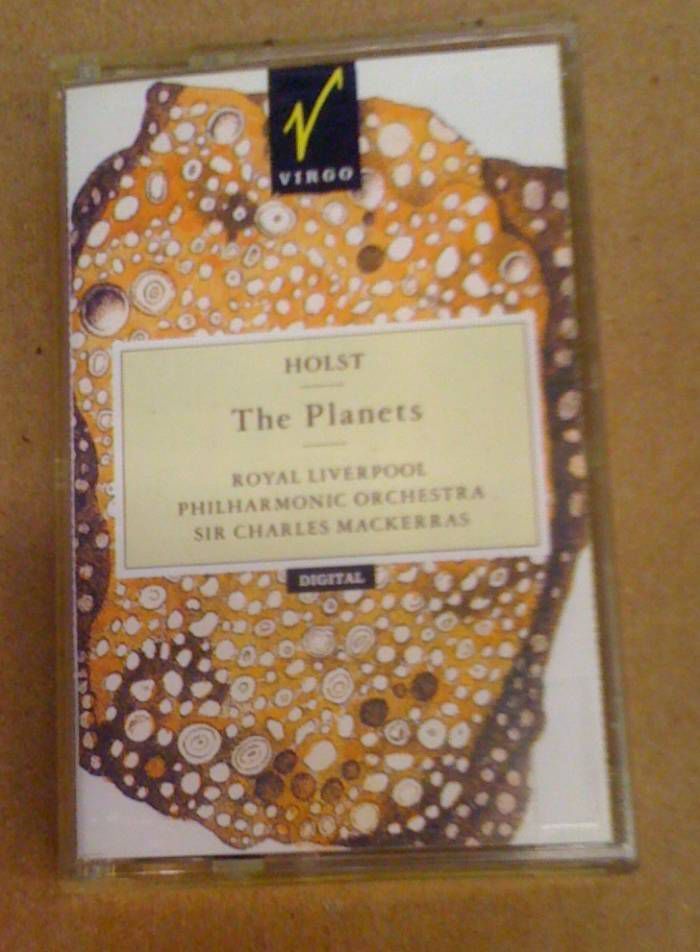 VIRGO
HOLST
The Planets
ROYAL LIVERPOOL
PHILHARMONIC ORCHESTRA
SIR CHARLES MACKERRAS
DIGITAL